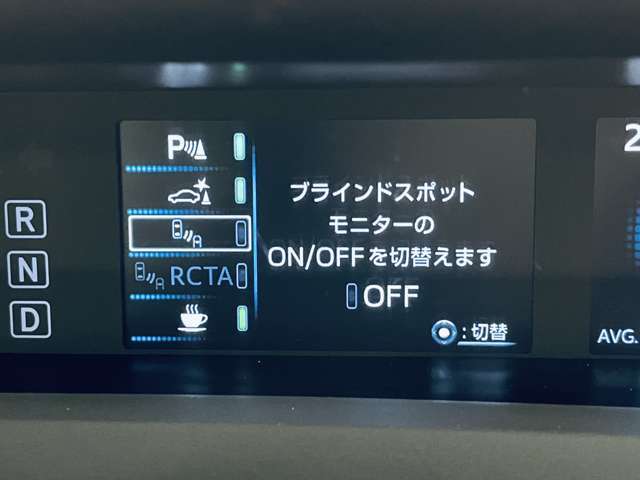 P
R
N
D
A
A RCTA
ブラインドスポット
モニターの
ON/OFFを切替えます
OFF
:切替
2
AVG.